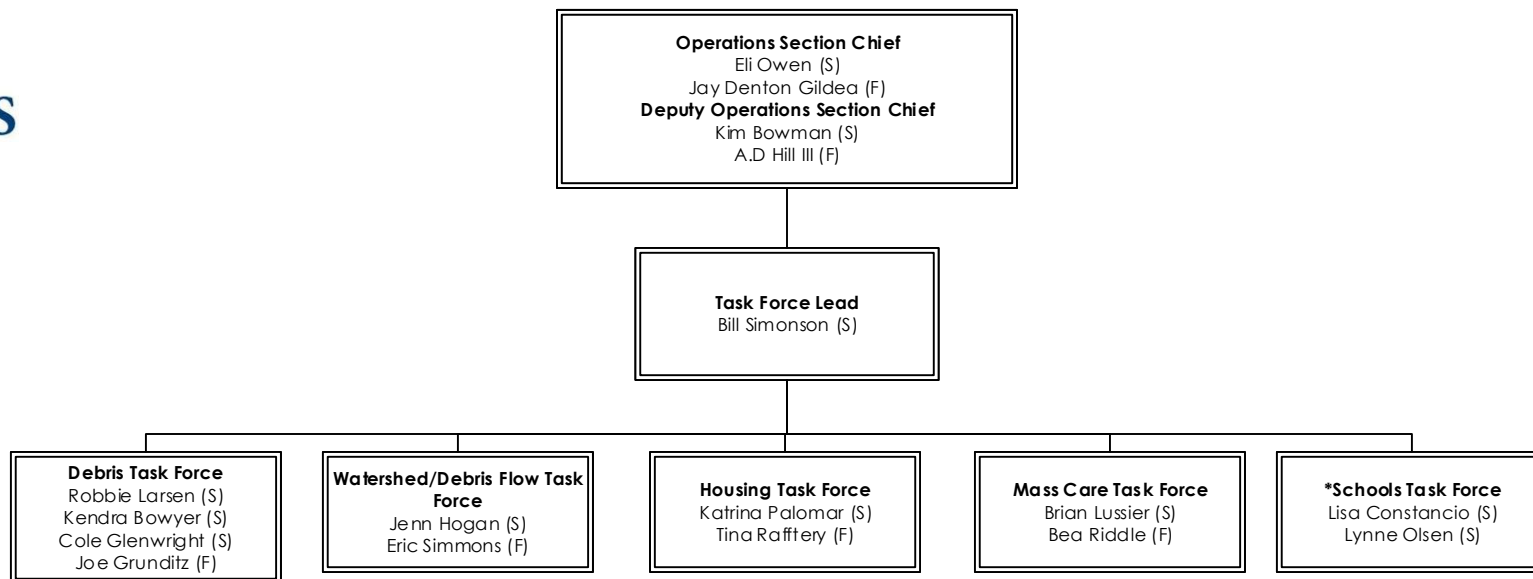 s
Operations Section Chief
Eli Owen (S)
Jay Denton Gildea (F)
Deputy Operations Section Chief
Kim Bowman (S)
A.D Hill III (F)
Task Force Lead
Bill Simonson (S)
Debris Task Force
Robbie Larsen (S)
Kendra Bowyer (S)
Cole Glenwright (S)
Joe Grunditz (F)
Watershed/Debris Flow Task
Force
Jenn Hogan (S)
Eric Simmons (F)
Housing Task Force
Katrina Palomar (S)
Tina Rafftery (F)
Mass Care Task Force
Brian Lussier (S)
Bea Riddle (F)
*Schools Task Force
Lisa Constancio (S)
Lynne Olsen (S)